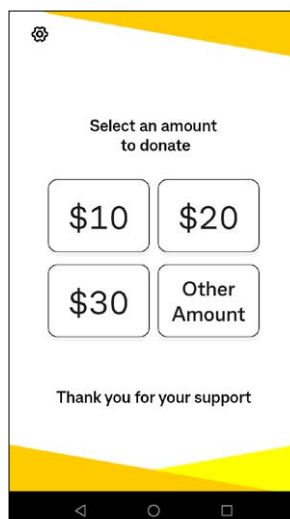 Select an amount
to donate
$10
$20
$30
Other
Amount
Thank you for your support